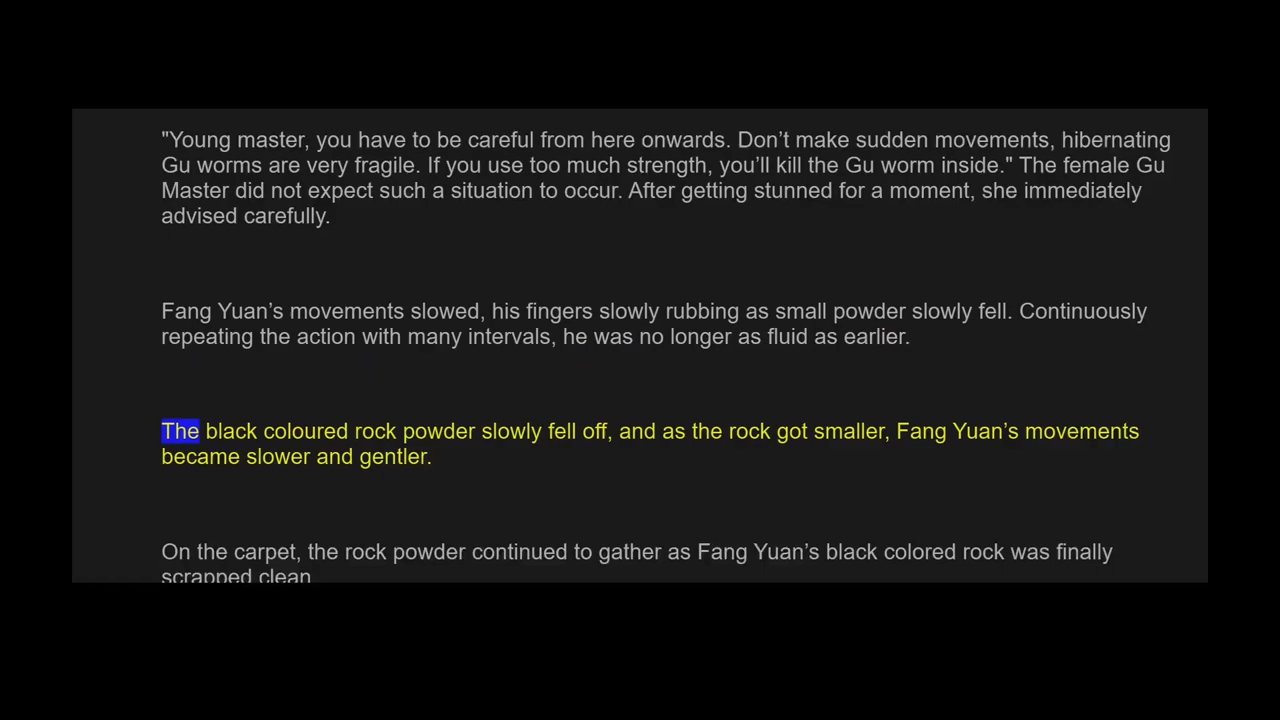 "Young master, you have to be careful from here onwards. Don’t make sudden movements, hibernating
Gu worms are very fragile. If you use too much strength, you’ll kill the Gu worm inside." The female Gu
Master did not expect such a situation to occur. After getting stunned for a moment, she immediately
advised carefully.
Fang Yuan’s movements slowed, his fingers slowly rubbing as small powder slowly fell. Continuously
repeating the action with many intervals, he was no longer as fluid as earlier.
The black coloured rock powder slowly fell off, and as the rock got smaller, Fang Yuan’s movements
became slower and gentler.
On the carpet, the rock powder continued to gather as Fang Yuan’s black colored rock was finally
scrapped clean